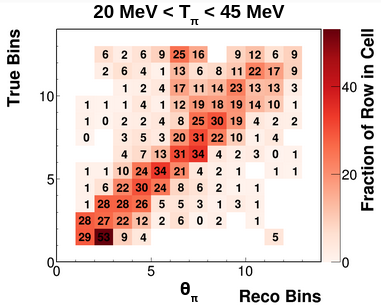 20 MeV < Tπ < 45 MeV
True Bins
6 2 6 9 25 16 9 12 6 9
2 6 4 1 13 6 8 11 22 17 9
1 2 4 17 11 14 23 13 13 3
10
1 1 1 4 1 12 19 18 19 14 10 1
1 0 2 2 4 8 25 30 19 4 2 2
0 3 5 3 20 31 22 10 1 4
4 7 13 31 34 4 2 3 0 1
5
1 1 10 24 34 21 4 2 1 1 1
1 6 22 30 24 8 6 2 1 1
1 28 28 26 5 5 3 1 3 1
28 27 22 12 2 6 0 2 1
29 53 9 4 5
0
0 5 10
θπ
Reco Bins
40
20
0
Fraction of Row in Cell